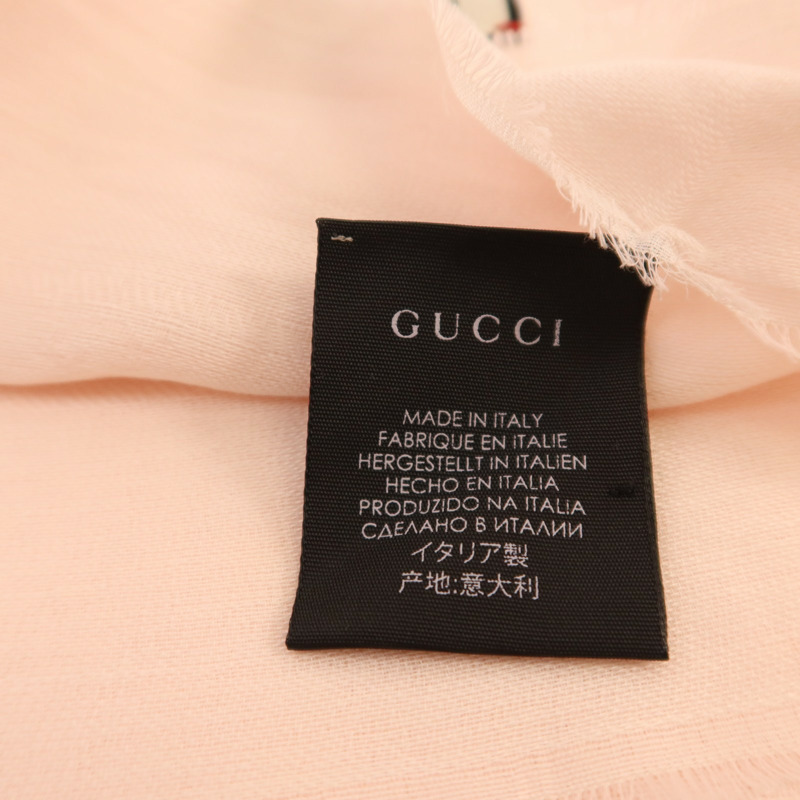 GUCCI
MADE IN ITALY
FABRIQUE EN ITALIE
HERGESTELLT IN ITALIEN
HECHO EN ITALIA
PRODUZIDO NA ITALIA
СДЕЛАНО В ИТАЛИИ
イタリア製
产地:意大利